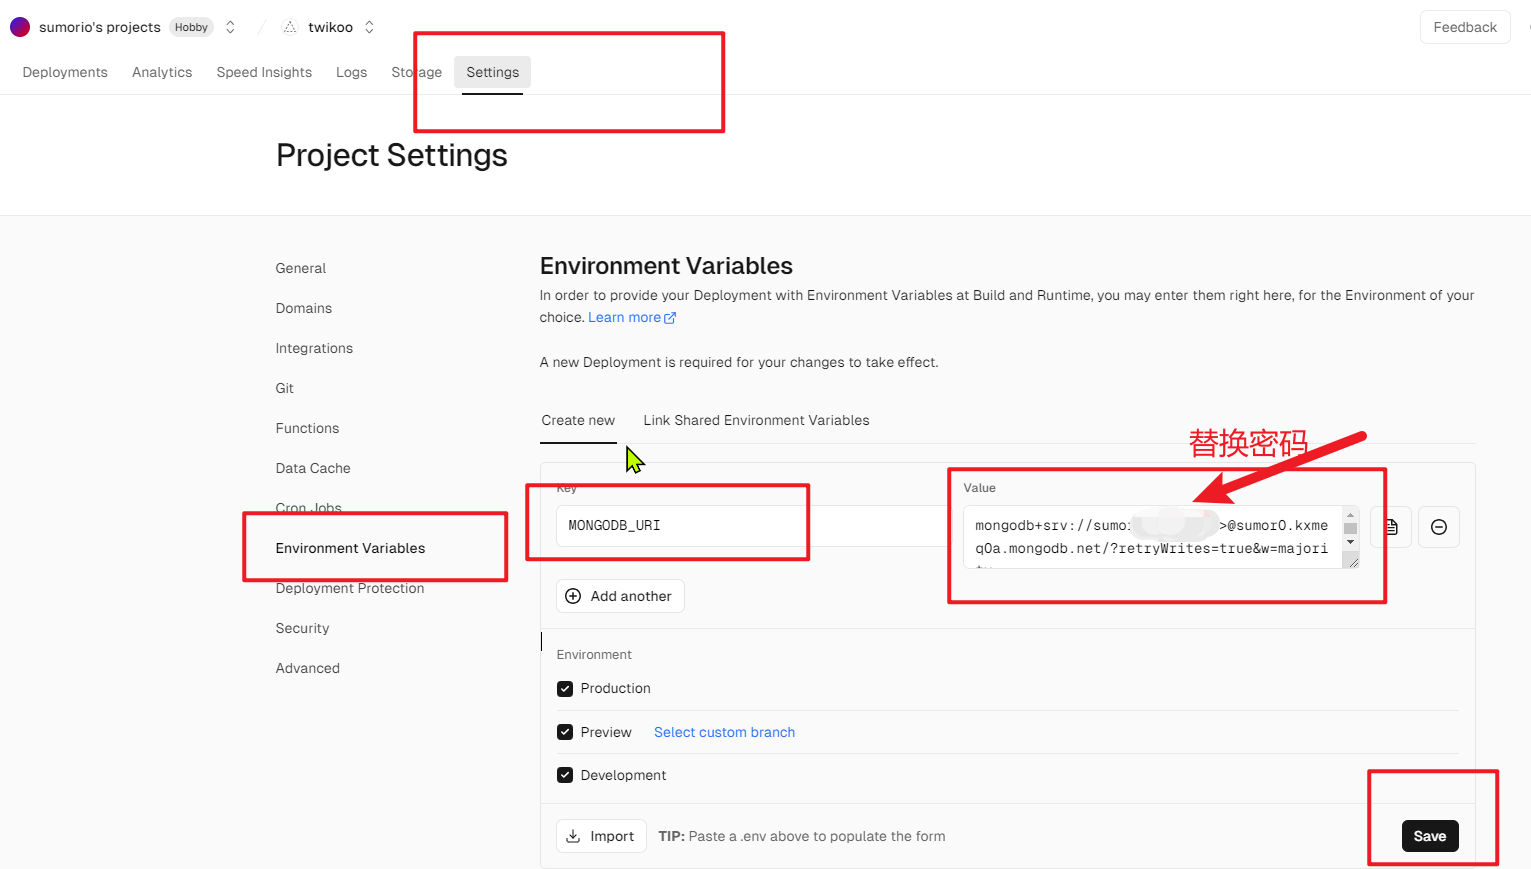 sumorio's projects Hobby twikoo Feedback
Deployments Analytics Speed Insights Logs Storage Settings
Project Settings
General
Domains
Integrations
Git
Functions
Data Cache
Cron Jobs
Environment Variables
Deployment Protection
Security
Advanced
Environment Variables
In order to provide your Deployment with Environment Variables at Build and Runtime, you may enter them right here, for the Environment of your
choice. Learn more
A new Deployment is required for your changes to take effect.
Create new Link Shared Environment Variables
替换密码
Key
MONGODB_URI
Value
mongodb+srv://sumor >@sumor0.kxme
q0a.mongodb.net/?retryWrites=true&w=majori
Add another
Environment
Production
Preview Select custom branch
Development
Import TIP: Paste a .env above to populate the form
Save